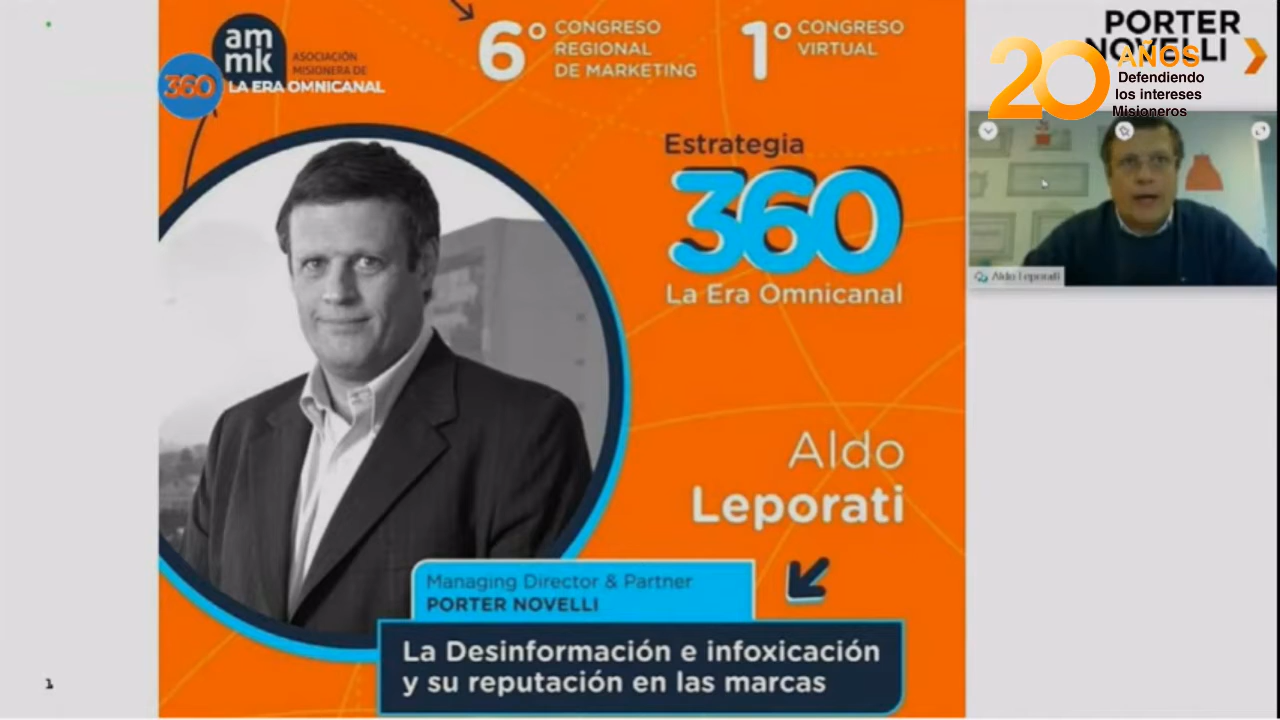 am
mk
ASOCIACIÓN
MISIONERA DE
360
LA ERA OMNICANAL
6º CONGRESO
REGIONAL
DE MARKETING
1º CONGRESO
VIRTUAL
Estrategia
360
La Era Omnicanal
Aldo
Leporati
Managing Director & Partner
PORTER NOVELLI
La Desinformación e infoxicación
y su reputación en las marcas
1
PORTER
NOVELLI
20 AÑOS
Defendiendo
los intereses
Misioneros
Aldo Leporati